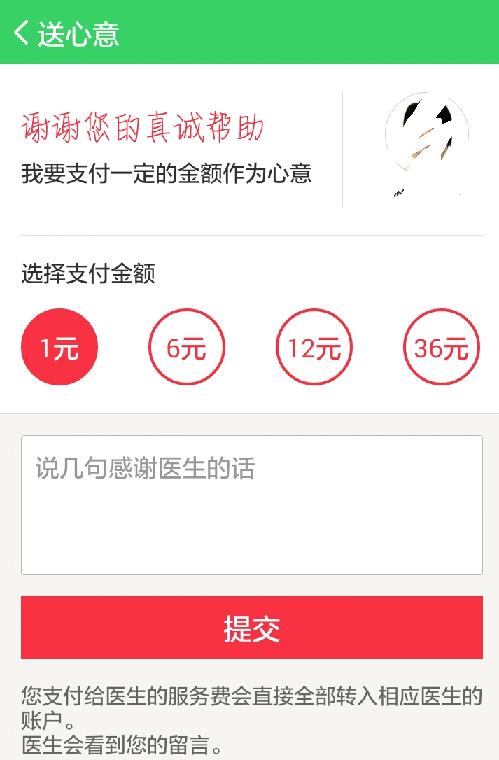 送心意
谢谢您的真诚帮助
我要支付一定的金额作为心意
选择支付金额
1元 6元 12元 36元
说几句感谢医生的话
提交
您支付给医生的服务费会直接全部转入相应医生的
账户。
医生会看到您的留言。